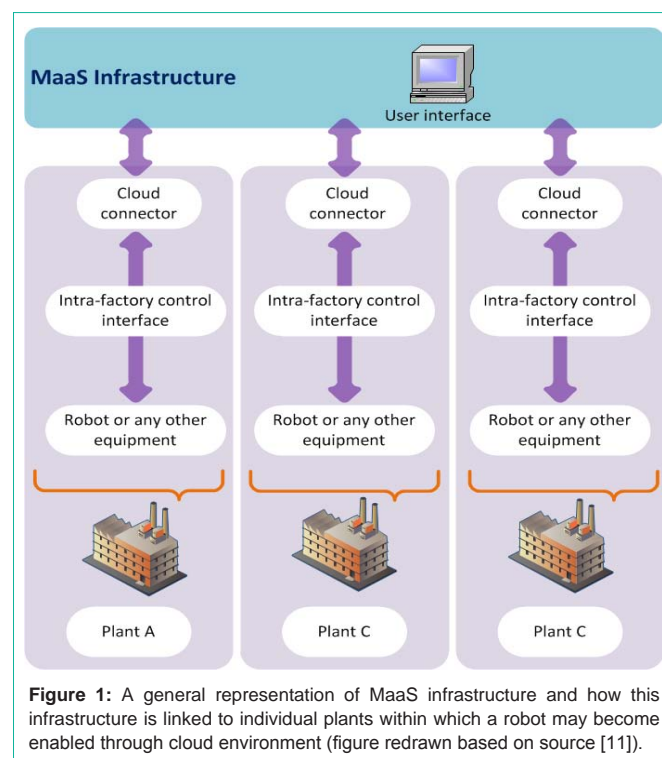 MaaS Infrastructure
User interface
Cloud
connector
Cloud
connector
Cloud
connector
Intra-factory control
interface
Intra-factory control
interface
Intra-factory control
interface
Robot or any other
equipment
Robot or any other
equipment
Robot or any other
equipment
Plant A
Plant C
Plant C
Figure 1: A general representation of MaaS infrastructure and how this
infrastructure is linked to individual plants within which a robot may become
enabled through cloud environment (figure redrawn based on source [11]).